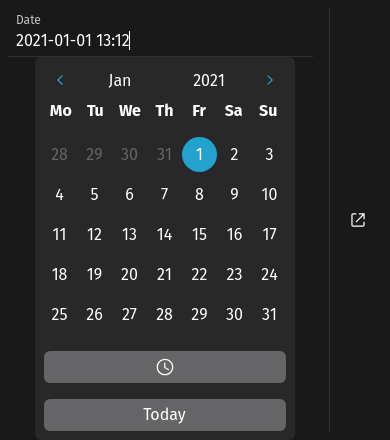 Date
2021-01-01 13:12
Jan 2021
Mo Tu We Th Fr Sa Su
28 29 30 31 1 2 3
4 5 6 7 8 9 10
11 12 13 14 15 16 17
18 19 20 21 22 23 24
25 26 27 28 29 30 31
Today